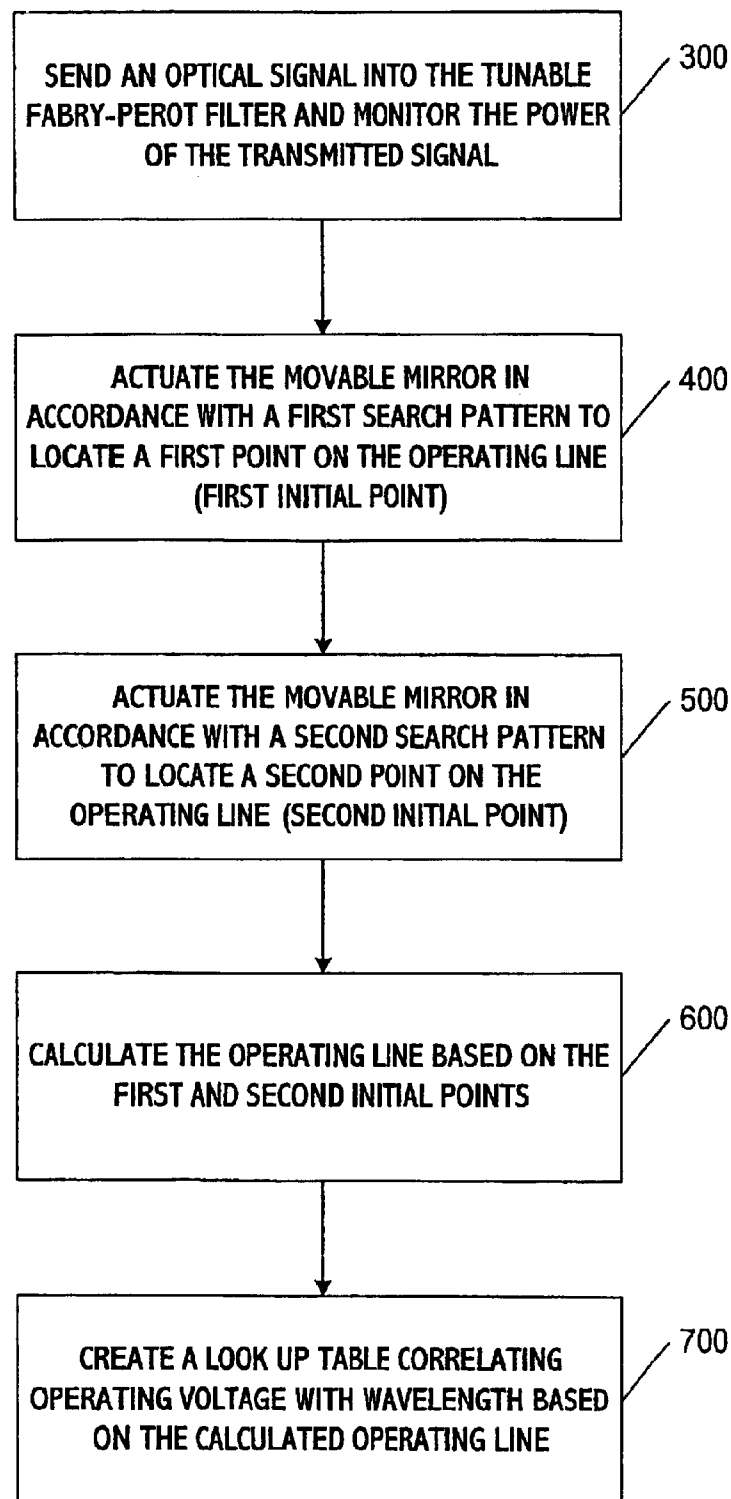 SEND AN OPTICAL SIGNAL INTO THE TUNABLE
FABRY-PEROT FILTER AND MONITOR THE POWER
OF THE TRANSMITTED SIGNAL
300
ACTUATE THE MOVABLE MIRROR IN
ACCORDANCE WITH A FIRST SEARCH PATTERN TO
LOCATE A FIRST POINT ON THE OPERATING LINE
(FIRST INITIAL POINT)
400
ACTUATE THE MOVABLE MIRROR IN
ACCORDANCE WITH A SECOND SEARCH PATTERN
TO LOCATE A SECOND POINT ON THE
OPERATING LINE (SECOND INITIAL POINT)
500
CALCULATE THE OPERATING LINE BASED ON THE
FIRST AND SECOND INITIAL POINTS
600
CREATE A LOOK UP TABLE CORRELATING
OPERATING VOLTAGE WITH WAVELENGTH BASED
ON THE CALCULATED OPERATING LINE
700